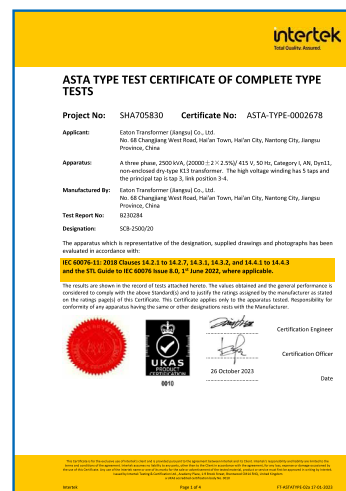 intertek
Total Quality. Assured.
ASTA TYPE TEST CERTIFICATE OF COMPLETE TYPE
TESTS
Project No: SHA705830 Certificate No: ASTA-TYPE-0002678
Applicant: Eaton Transformer (Jiangsu) Co., Ltd.
No. 68 Changjiang West Road, Hai'an Town, Hai'an City, Nantong City, Jiangsu
Province, China
Apparatus: A three phase, 2500 kVA, (20000±2×2.5%)/ 415 V, 50 Hz, Category I, AN, Dyn11,
non-enclosed dry-type K13 transformer. The high voltage winding has 5 taps and
the principal tap is tap 3, link position 3-4.
Manufactured By: Eaton Transformer (Jiangsu) Co., Ltd.
No. 68 Changjiang West Road, Hai'an Town, Hai'an City, Nantong City, Jiangsu
Province, China
Test Report No: B230284
Designation: SCB-2500/20
The apparatus which is representative of the designation, supplied drawings and photographs has been
evaluated in accordance with:
IEC 60076-11: 2018 Clauses 14.2.1 to 14.2.7, 14.3.1, 14.3.2, and 14.4.1 to 14.4.3
and the STL Guide to IEC 60076 Issue 8.0, 1st June 2022, where applicable.
The results are shown in the record of tests attached hereto. The values obtained and the general performance is
considered to comply with the above Standard(s) and to justify the ratings assigned by the manufacturer as stated
on the ratings page(s) of this Certificate. This Certificate applies only to the apparatus tested. Responsibility for
conformity of any apparatus having the same or other designations rests with the Manufacturer.
Certification Engineer
UKAS
PRODUCT
CERTIFICATION
0010
Certification Officer
26 October 2023
Date
Intertek Page 1 of 4 FT-ASTATYPE-O2s 17-01-2023